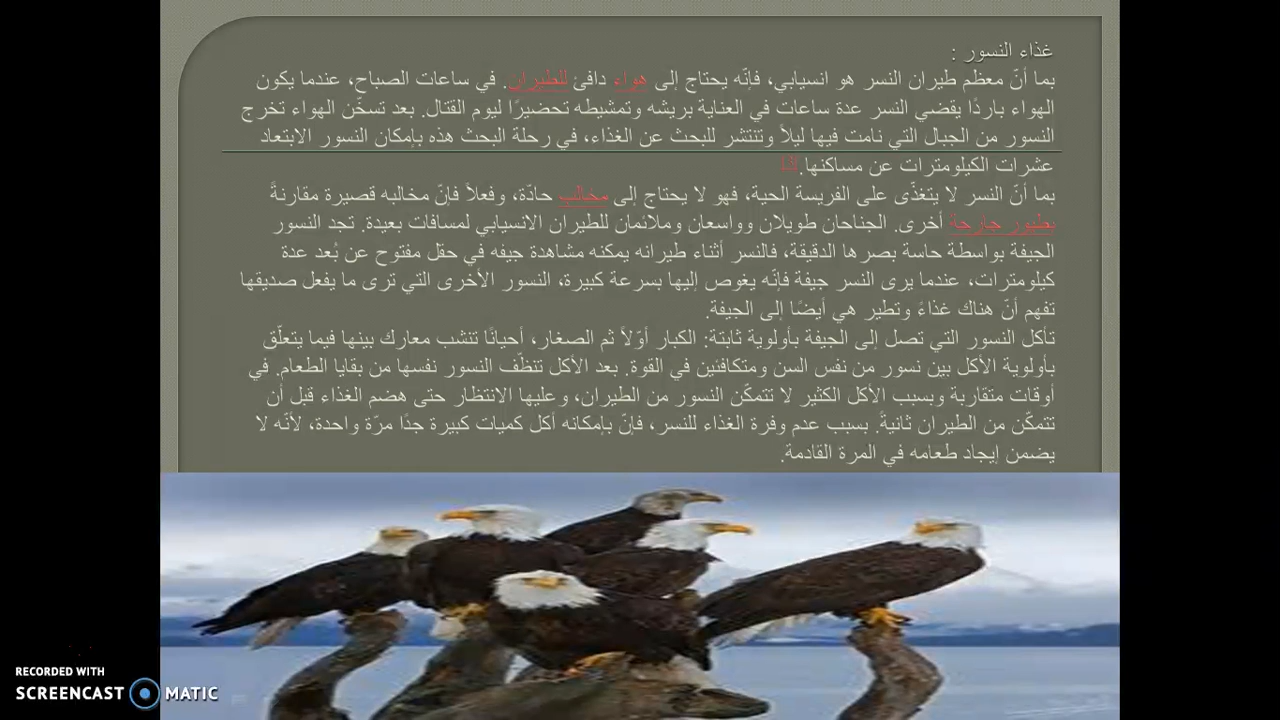 غذاء النسور :
بما أنّ معظم طيران النسر هو انسيابي، فإنّه يحتاج إلى هواء دافئ للطيران. في ساعات الصباح، عندما يكون
الهواء باردًا يقضي النسر عدة ساعات في العناية بريشه وتمشيطه تحضيرًا ليوم القتال. بعد تسخّن الهواء تخرج
النسور من الجبال التي نامت فيها ليلاً وتنتشر للبحث عن الغذاء، في رحلة البحث هذه بإمكان النسور الابتعاد
عشرات الكيلومترات عن مساكنها.
بما أنّ النسر لا يتغذّى على الفريسة الحية، فهو لا يحتاج إلى مخالب حادّة، وفعلاً فإنّ مخالبه قصيرة مقارنةً
بطيور جارحة أخرى. الجناحان طويلان وواسعان وملائمان للطيران الانسيابي لمسافات بعيدة. تجد النسور
الجيفة بواسطة حاسة بصرها الدقيقة، فالنسر أثناء طيرانه يمكنه مشاهدة جيفه في حقل مفتوح عن بُعد عدة
كيلومترات، عندما يرى النسر جيفة فإنّه يغوص إليها بسرعة كبيرة، النسور الأخرى التي ترى ما يفعل صديقها
تفهم أنّ هناك غذاءً وتطير هي أيضًا إلى الجيفة.
تأكل النسور التي تصل إلى الجيفة بأولوية ثابتة: الكبار أوّلاً ثم الصغار، أحيانًا تنشب معارك بينها فيما يتعلّق
بأولوية الأكل بين نسور من نفس السن ومتكافئين في القوة. بعد الأكل تنظّف النسور نفسها من بقايا الطعام. في
أوقات متقاربة وبسبب الأكل الكثير لا تتمكّن النسور من الطيران، وعليها الانتظار حتى هضم الغذاء قبل أن
تتمكّن من الطيران ثانيةً. بسبب عدم وفرة الغذاء للنسر، فإنّ بإمكانه أكل كميات كبيرة جدًا مرّة واحدة، لأنّه لا
يضمن إيجاد طعامه في المرة القادمة.
RECORDED WITH
SCREENCAST MATIC